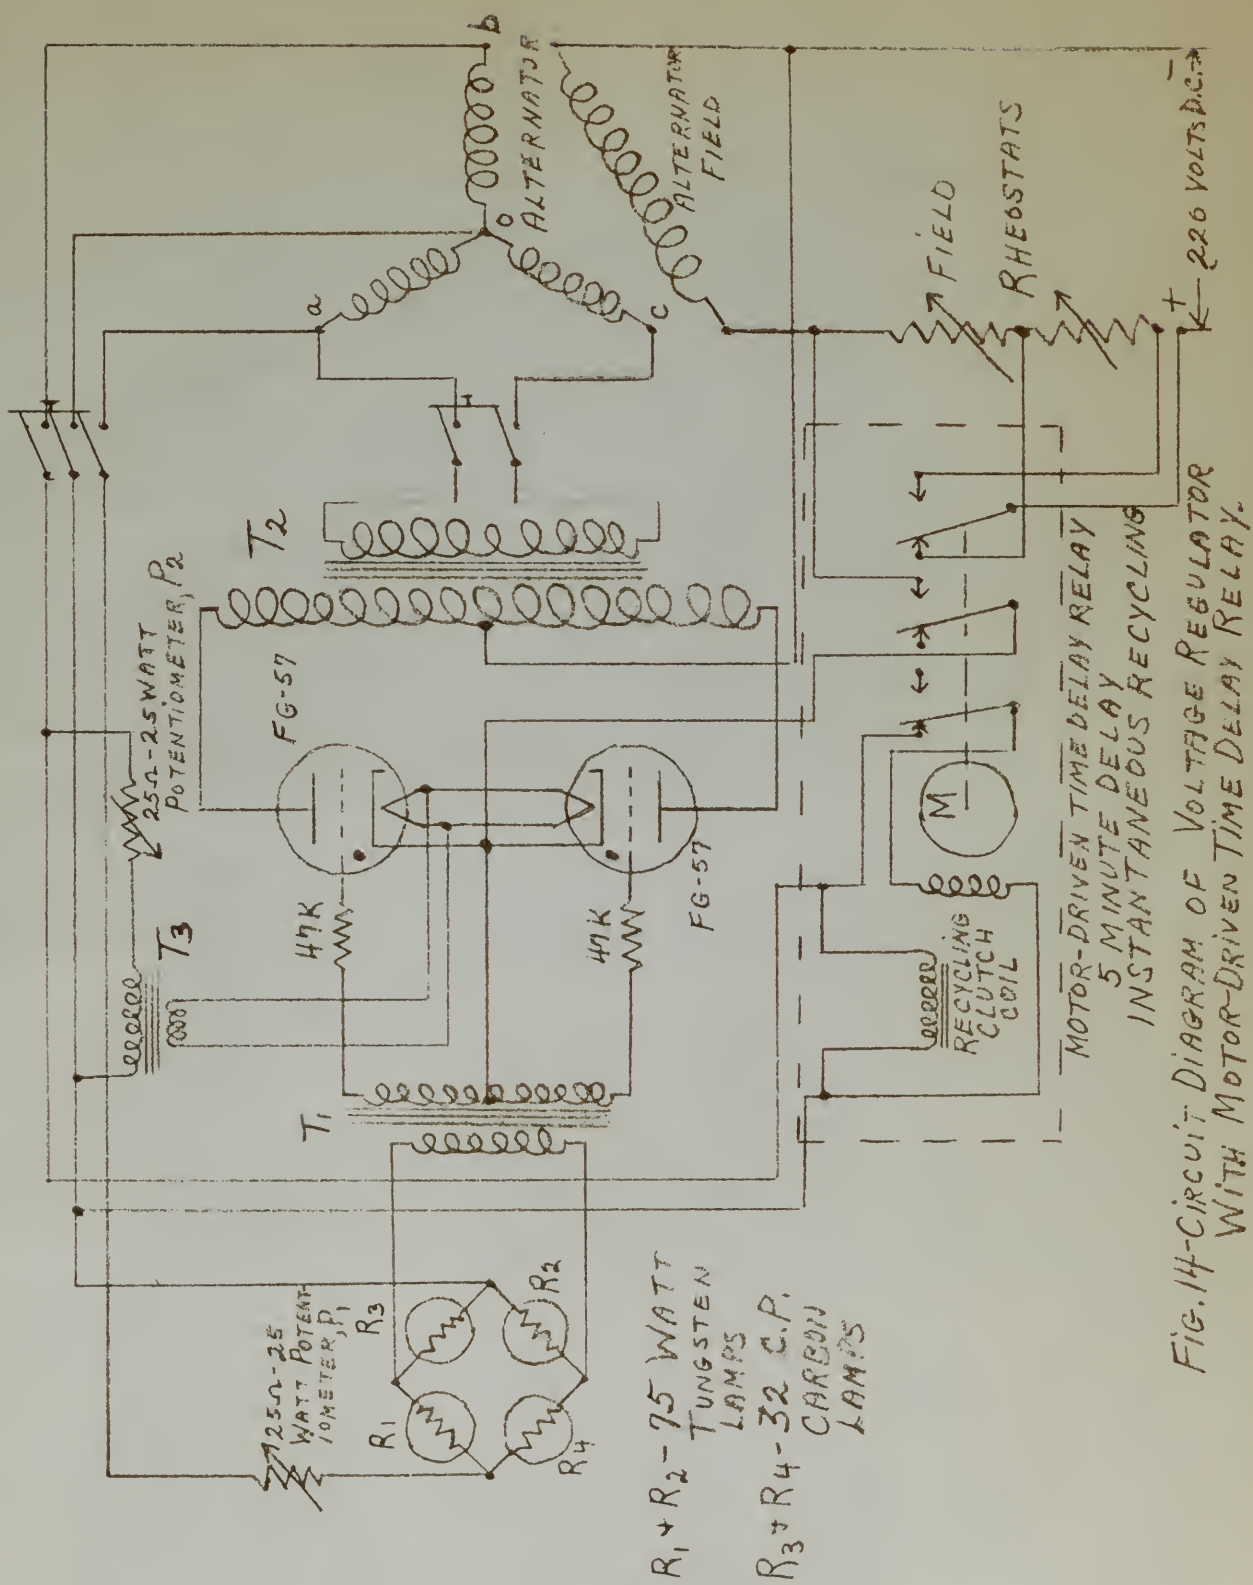 b
ALTERNATOR
ALTERNATOR
FIELD
a
o
c
FIELD
RHEOSTATS
+
−
220 VOLTS D.C.
T2
25Ω-25 WATT
POTENTIOMETER, P2
FG-57
FG-57
T3
47K
47K
T1
M
RECYCLING
CLUTCH
COIL
MOTOR-DRIVEN TIME DELAY RELAY
5 MINUTE DELAY
INSTANTANEOUS RECYCLING
125Ω-25
WATT POTENT-
IOMETER, P1
R3
R2
R1
R4
R1 + R2 - 75 WATT
TUNGSTEN
LAMPS
R3 + R4 - 32 C.P.
CARBON
LAMPS
FIG. 14-CIRCUIT DIAGRAM OF VOLTAGE REGULATOR
WITH MOTOR-DRIVEN TIME DELAY RELAY.